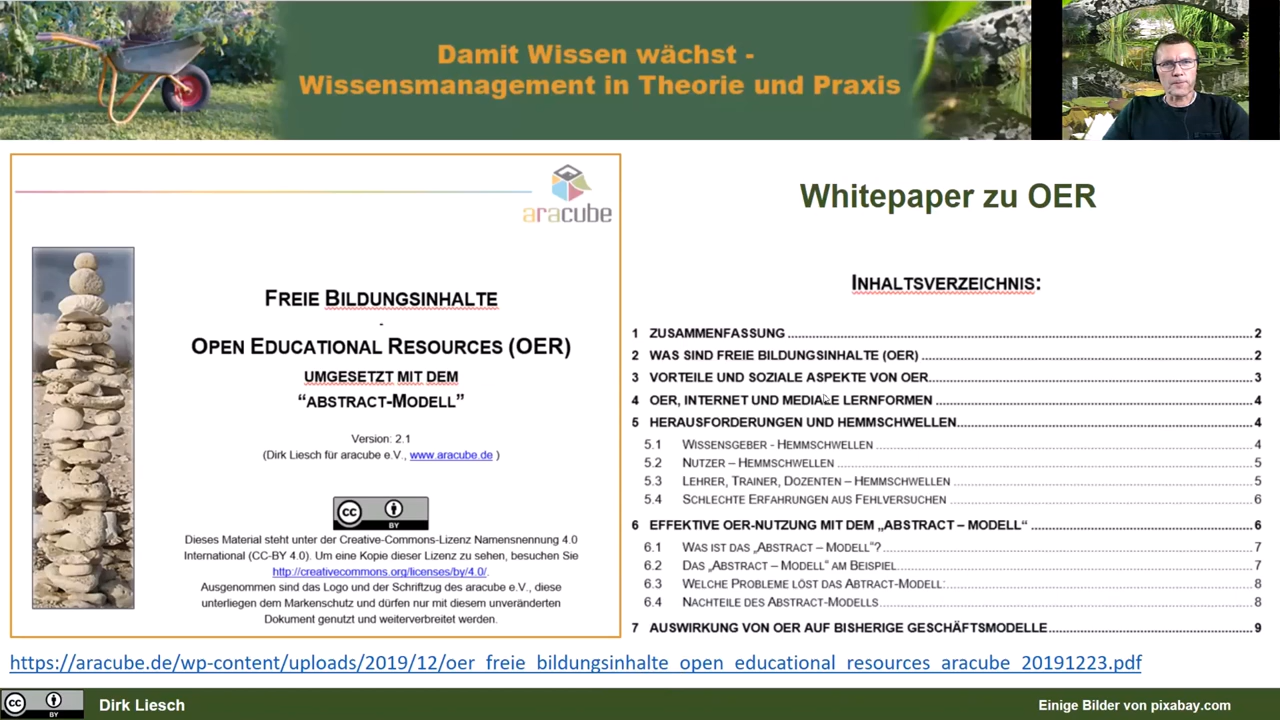 Damit Wissen wächst -
Wissensmanagement in Theorie und Praxis
aracube
FREIE BILDUNGSINHALTE
-
OPEN EDUCATIONAL RESOURCES (OER)
UMGESETZT MIT DEM
“ABSTRACT-MODELL”
Version: 2.1
(Dirk Liesch für aracube e.V., www.aracube.de )
CC BY
Dieses Material steht unter der Creative-Commons-Lizenz Namensnennung 4.0
International (CC-BY 4.0). Um eine Kopie dieser Lizenz zu sehen, besuchen Sie
http://creativecommons.org/licenses/by/4.0/.
Ausgenommen sind das Logo und der Schriftzug des aracube e.V., diese
unterliegen dem Markenschutz und dürfen nur mit diesem unveränderten
Dokument genutzt und weiterverbreitet werden.
Whitepaper zu OER
INHALTSVERZEICHNIS:
1 ZUSAMMENFASSUNG 2
2 WAS SIND FREIE BILDUNGSINHALTE (OER) 2
3 VORTEILE UND SOZIALE ASPEKTE VON OER 3
4 OER, INTERNET UND MEDIALE LERNFORMEN 4
5 HERAUSFORDERUNGEN UND HEMMSCHWELLEN 4
5.1 WISSENSGEBER - HEMMSCHWELLEN 4
5.2 NUTZER – HEMMSCHWELLEN 5
5.3 LEHRER, TRAINER, DOZENTEN – HEMMSCHWELLEN 5
5.4 SCHLECHTE ERFAHRUNGEN AUS FEHLVERSUCHEN 6
6 EFFEKTIVE OER-NUTZUNG MIT DEM „ABSTRACT – MODELL“ 6
6.1 WAS IST DAS „ABSTRACT – MODELL“? 7
6.2 DAS „ABSTRACT – MODELL“ AM BEISPIEL 7
6.3 WELCHE PROBLEME LÖST DAS ABTRACT-MODELL: 8
6.4 NACHTEILE DES ABSTRACT-MODELLS 8
7 AUSWIRKUNG VON OER AUF BISHERIGE GESCHÄFTSMODELLE 9
https://aracube.de/wp-content/uploads/2019/12/oer_freie_bildungsinhalte_open_educational_resources_aracube_20191223.pdf
CC BY
Dirk Liesch
Einige Bilder von pixabay.com